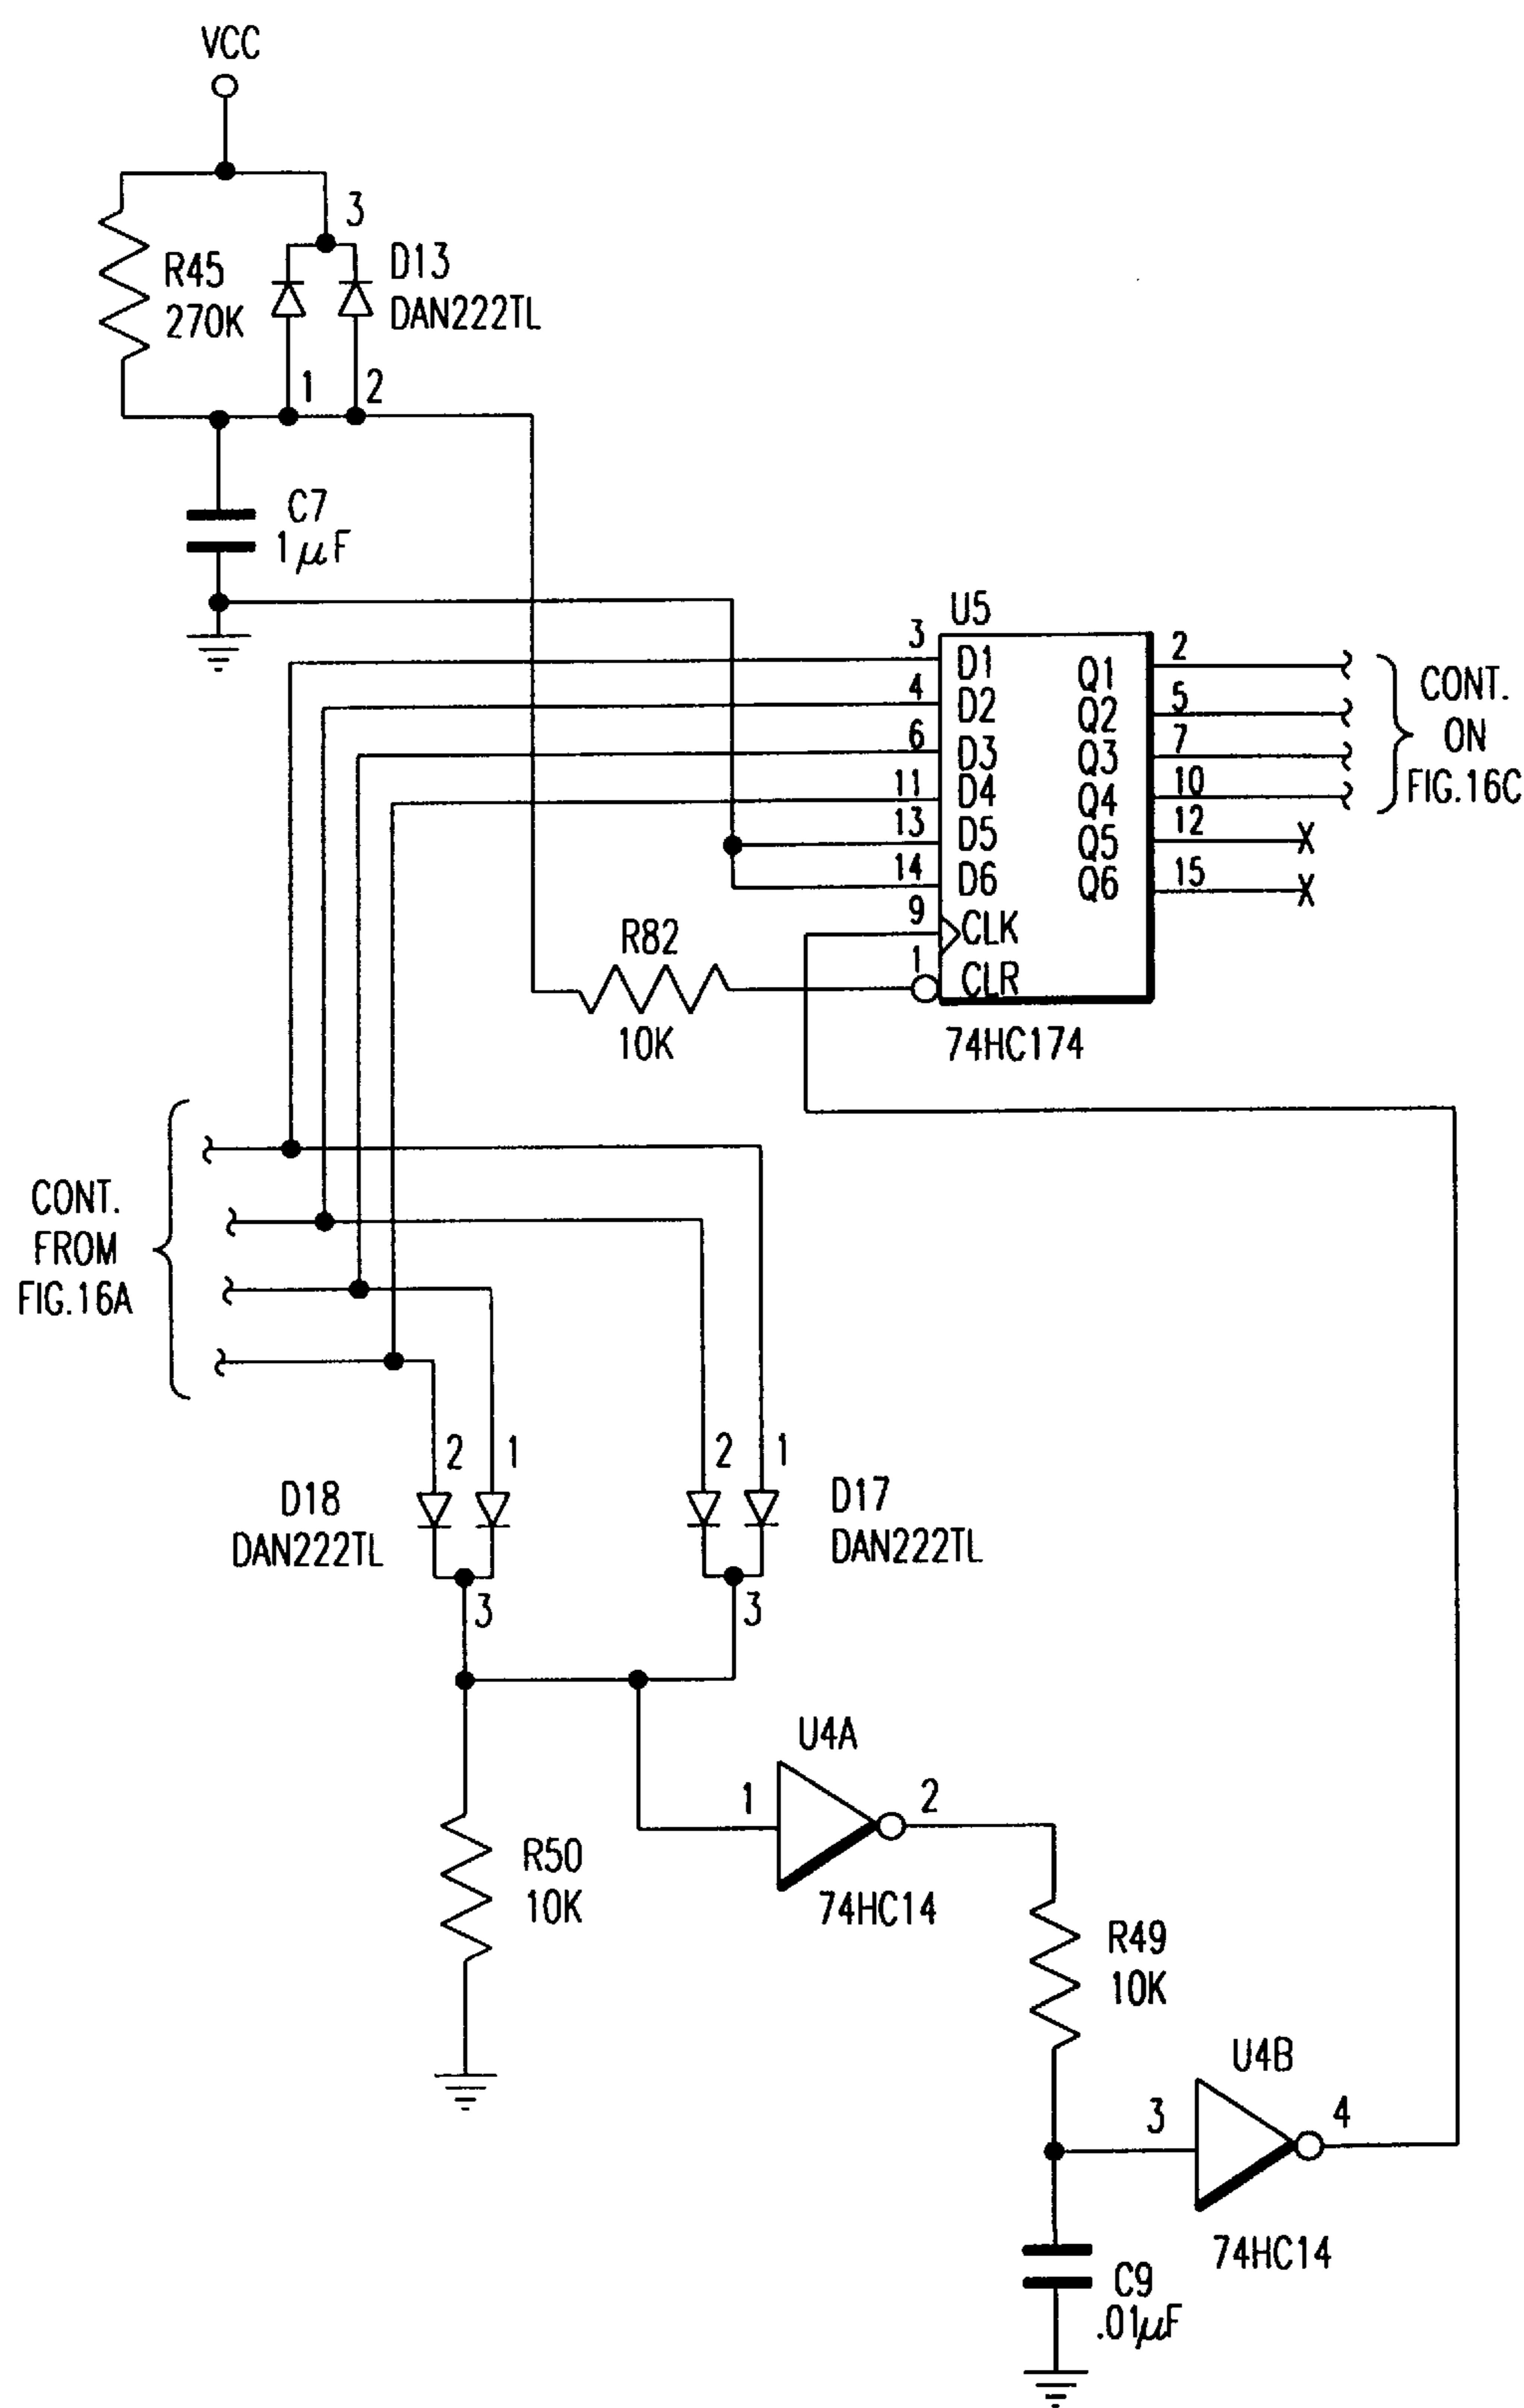 VCC
3
R45
270K
D13
DAN222TL
1
2
C7
1μF
U5
3
D1
Q1
2
4
D2
Q2
5
6
D3
Q3
7
11
D4
Q4
10
13
D5
Q5
12
14
D6
Q6
15
9
CLK
1
CLR
74HC174
R82
10K
CONT.
ON
FIG.16C
CONT.
FROM
FIG.16A
2
1
2
1
D18
DAN222TL
D17
DAN222TL
3
3
U4A
1
2
74HC14
R50
10K
R49
10K
U4B
3
4
74HC14
C9
.01μF